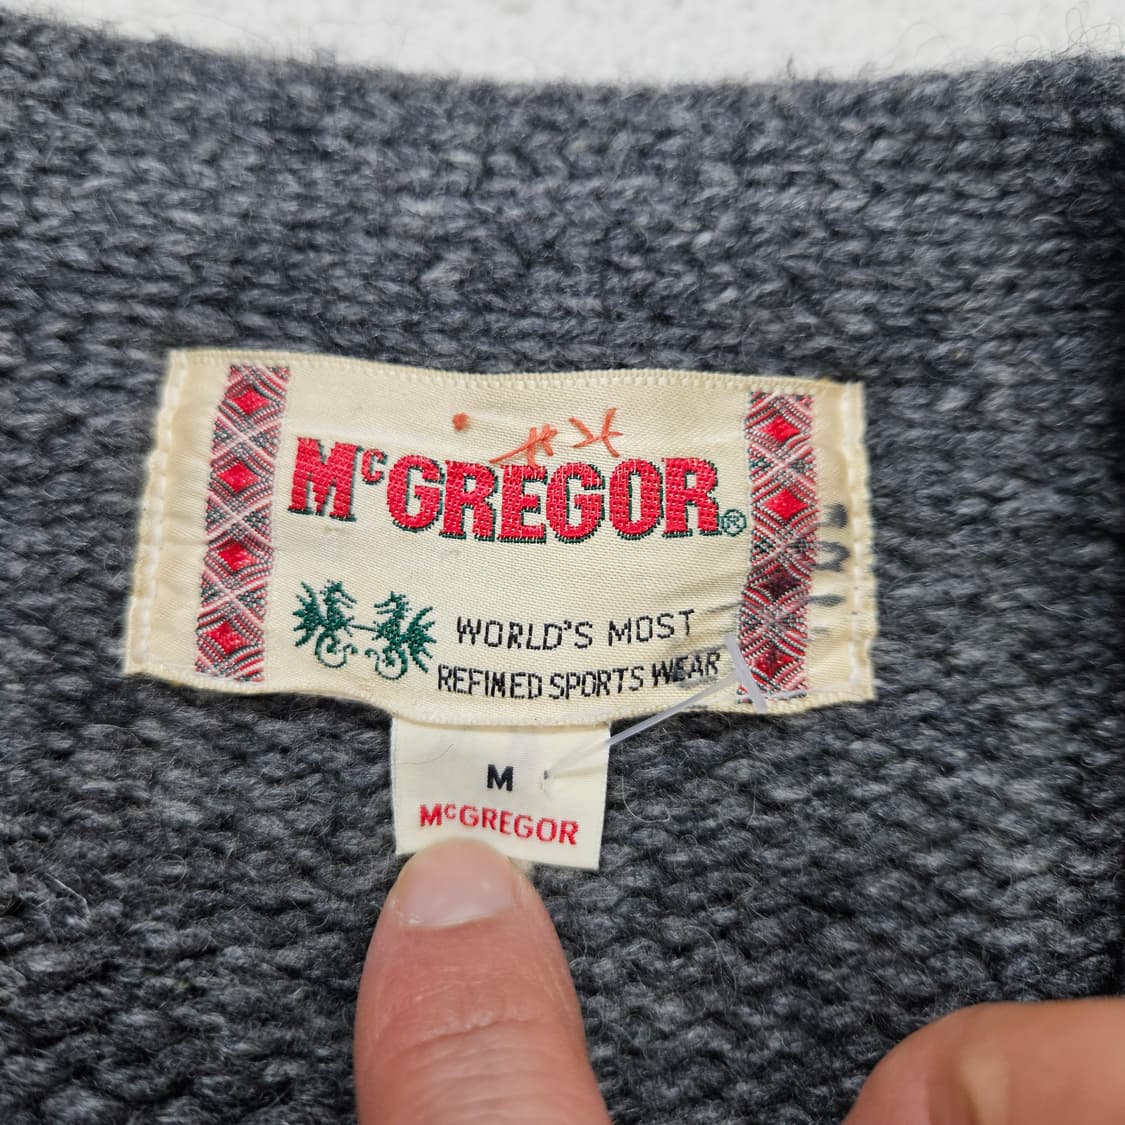 McGREGOR®
WORLD'S MOST
REFINED SPORTS WEAR
M
McGREGOR